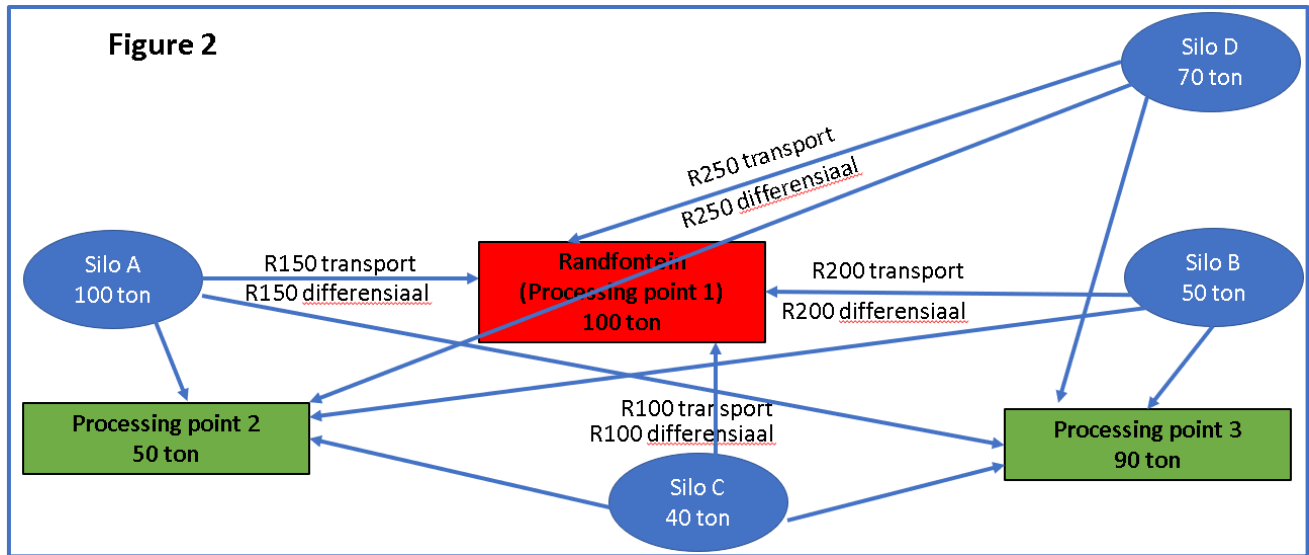 Figure 2
Silo D
70 ton
R250 transport
R250 differensiaal
Silo A
100 ton
R150 transport
R150 differensiaal
Randfontein
(Processing point 1)
100 ton
R200 transport
R200 differensiaal
Silo B
50 ton
Processing point 2
50 ton
R100 transport
R100 differensiaal
Processing point 3
90 ton
Silo C
40 ton